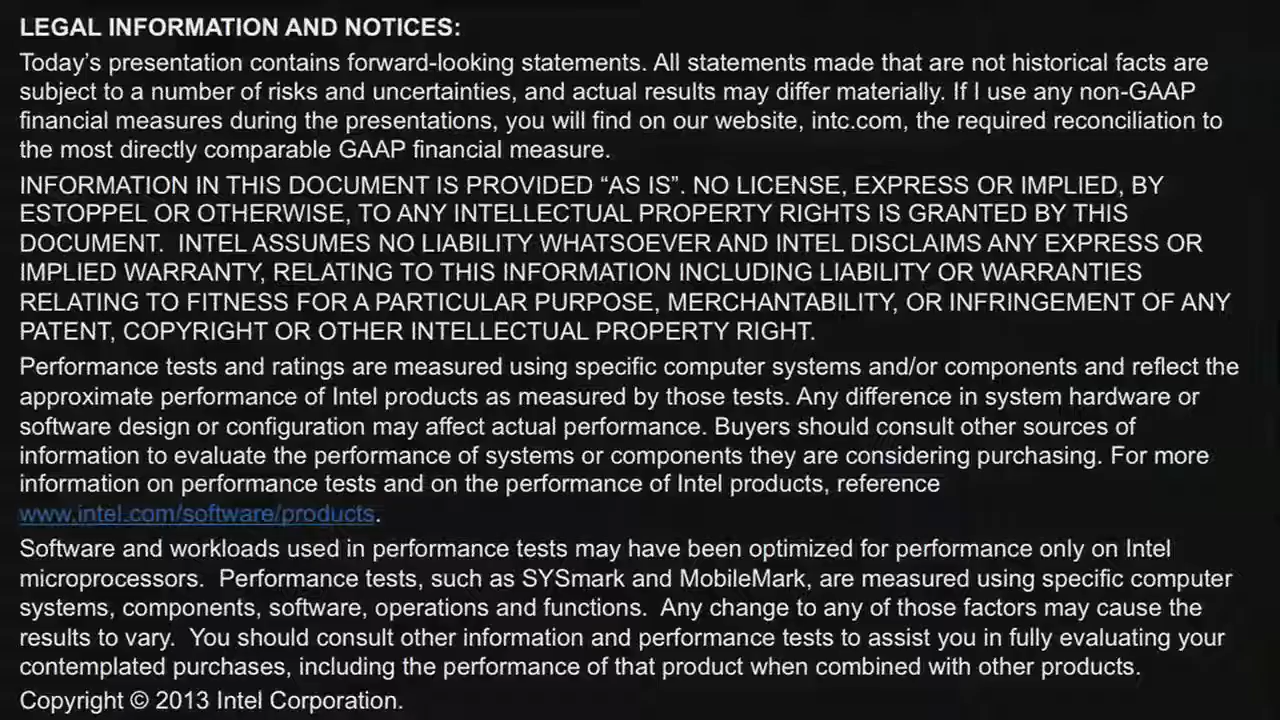 LEGAL INFORMATION AND NOTICES:
Today’s presentation contains forward-looking statements. All statements made that are not historical facts are
subject to a number of risks and uncertainties, and actual results may differ materially. If I use any non-GAAP
financial measures during the presentations, you will find on our website, intc.com, the required reconciliation to
the most directly comparable GAAP financial measure.
INFORMATION IN THIS DOCUMENT IS PROVIDED “AS IS”. NO LICENSE, EXPRESS OR IMPLIED, BY
ESTOPPEL OR OTHERWISE, TO ANY INTELLECTUAL PROPERTY RIGHTS IS GRANTED BY THIS
DOCUMENT.  INTEL ASSUMES NO LIABILITY WHATSOEVER AND INTEL DISCLAIMS ANY EXPRESS OR
IMPLIED WARRANTY, RELATING TO THIS INFORMATION INCLUDING LIABILITY OR WARRANTIES
RELATING TO FITNESS FOR A PARTICULAR PURPOSE, MERCHANTABILITY, OR INFRINGEMENT OF ANY
PATENT, COPYRIGHT OR OTHER INTELLECTUAL PROPERTY RIGHT.
Performance tests and ratings are measured using specific computer systems and/or components and reflect the
approximate performance of Intel products as measured by those tests. Any difference in system hardware or
software design or configuration may affect actual performance. Buyers should consult other sources of
information to evaluate the performance of systems or components they are considering purchasing. For more
information on performance tests and on the performance of Intel products, reference
www.intel.com/software/products.
Software and workloads used in performance tests may have been optimized for performance only on Intel
microprocessors.  Performance tests, such as SYSmark and MobileMark, are measured using specific computer
systems, components, software, operations and functions.  Any change to any of those factors may cause the
results to vary.  You should consult other information and performance tests to assist you in fully evaluating your
contemplated purchases, including the performance of that product when combined with other products.
Copyright © 2013 Intel Corporation.